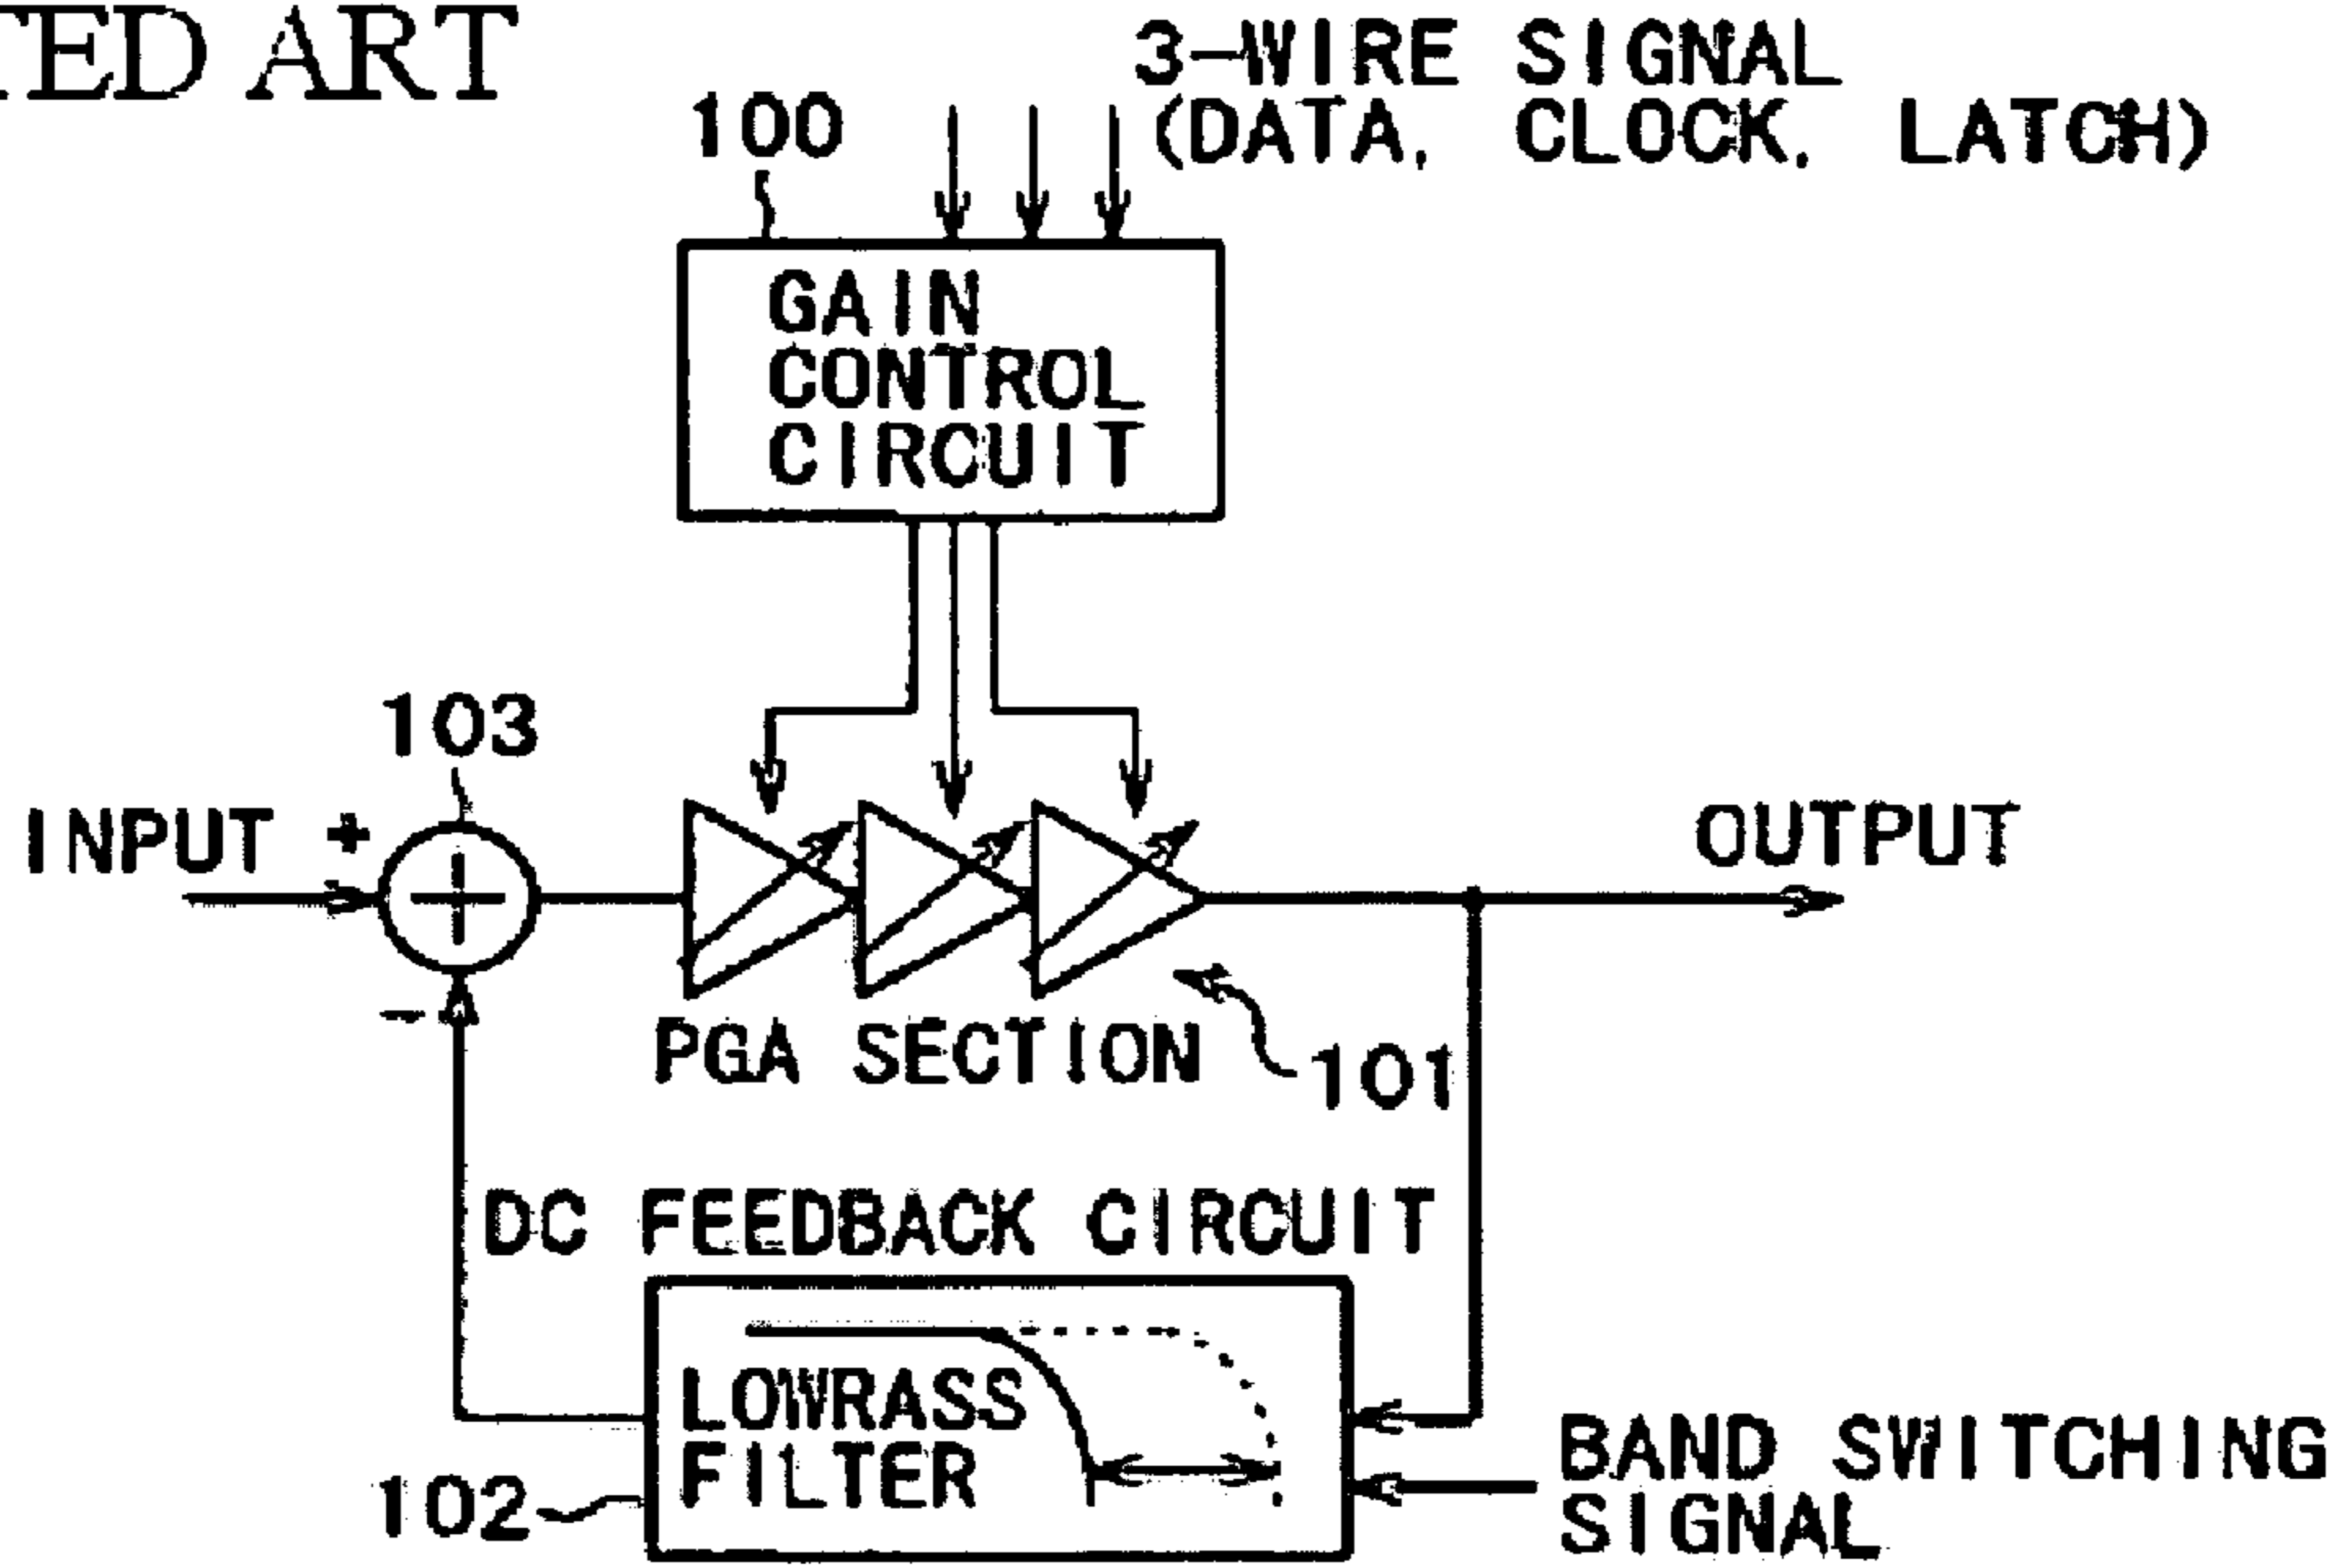 TED ART
3-WIRE SIGNAL
(DATA, CLOCK, LATCH)
100
GAIN
CONTROL
CIRCUIT
103
INPUT +
OUTPUT
-
PGA SECTION
101
DC FEEDBACK CIRCUIT
LOWRASS
FILTER
102
BAND SWITCHING
SIGNAL